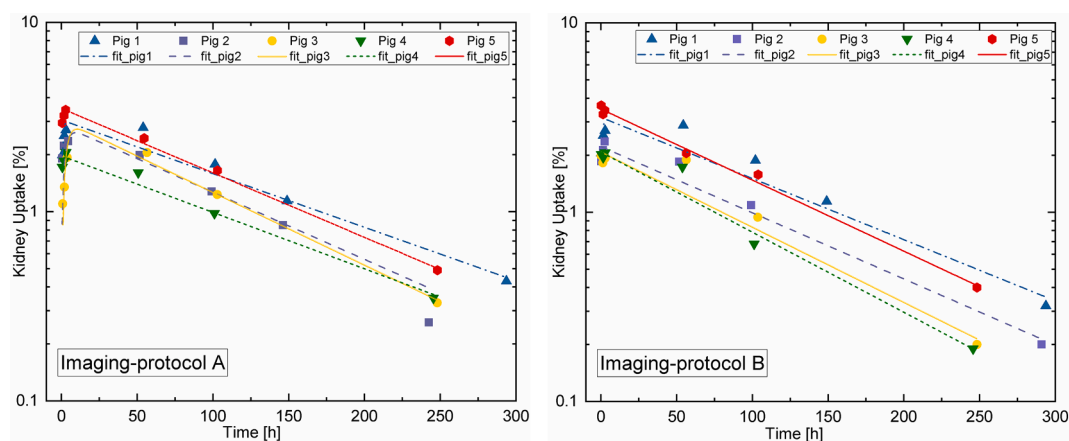 10
Pig 1 Pig 2 Pig 3 Pig 4 Pig 5
fit_pig1 fit_pig2 fit_pig3 fit_pig4 fit_pig5
Kidney Uptake [%]
1
Imaging-protocol A
0.1
0 50 100 150 200 250 300
Time [h]
10
Pig 1 Pig 2 Pig 3 Pig 4 Pig 5
fit_pig1 fit_pig2 fit_pig3 fit_pig4 fit_pig5
Kidney Uptake [%]
1
Imaging-protocol B
0.1
0 50 100 150 200 250 300
Time [h]